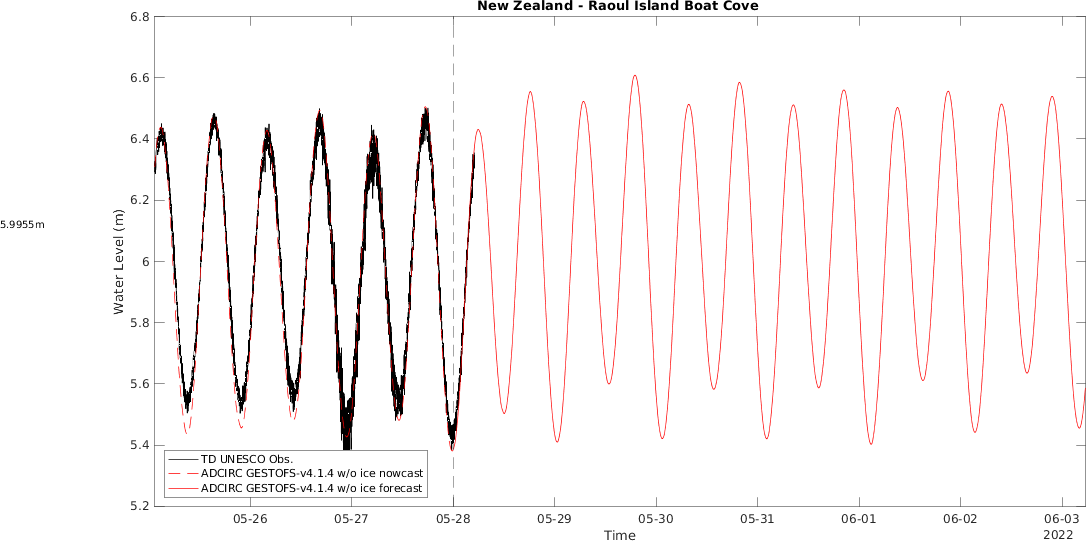 New Zealand - Raoul Island Boat Cove
6.8
6.6
6.4
6.2
6
5.8
5.6
5.4
5.2
Water Level (m)
5.9955m
TD UNESCO Obs.
ADCIRC GESTOFS-v4.1.4 w/o ice nowcast
ADCIRC GESTOFS-v4.1.4 w/o ice forecast
05-26 05-27 05-28 05-29 05-30 05-31 06-01 06-02 06-03
Time
2022